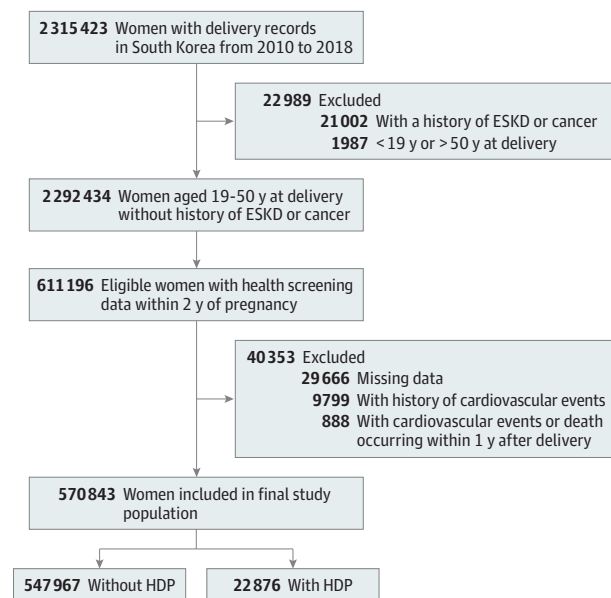 2315423 Women with delivery records
in South Korea from 2010 to 2018
22989 Excluded
21002 With a history of ESKD or cancer
1987 <19 y or >50 y at delivery
2292434 Women aged 19-50 y at delivery
without history of ESKD or cancer
611196 Eligible women with health screening
data within 2 y of pregnancy
40353 Excluded
29666 Missing data
9799 With history of cardiovascular events
888 With cardiovascular events or death
occurring within 1 y after delivery
570843 Women included in final study
population
547967 Without HDP
22876 With HDP